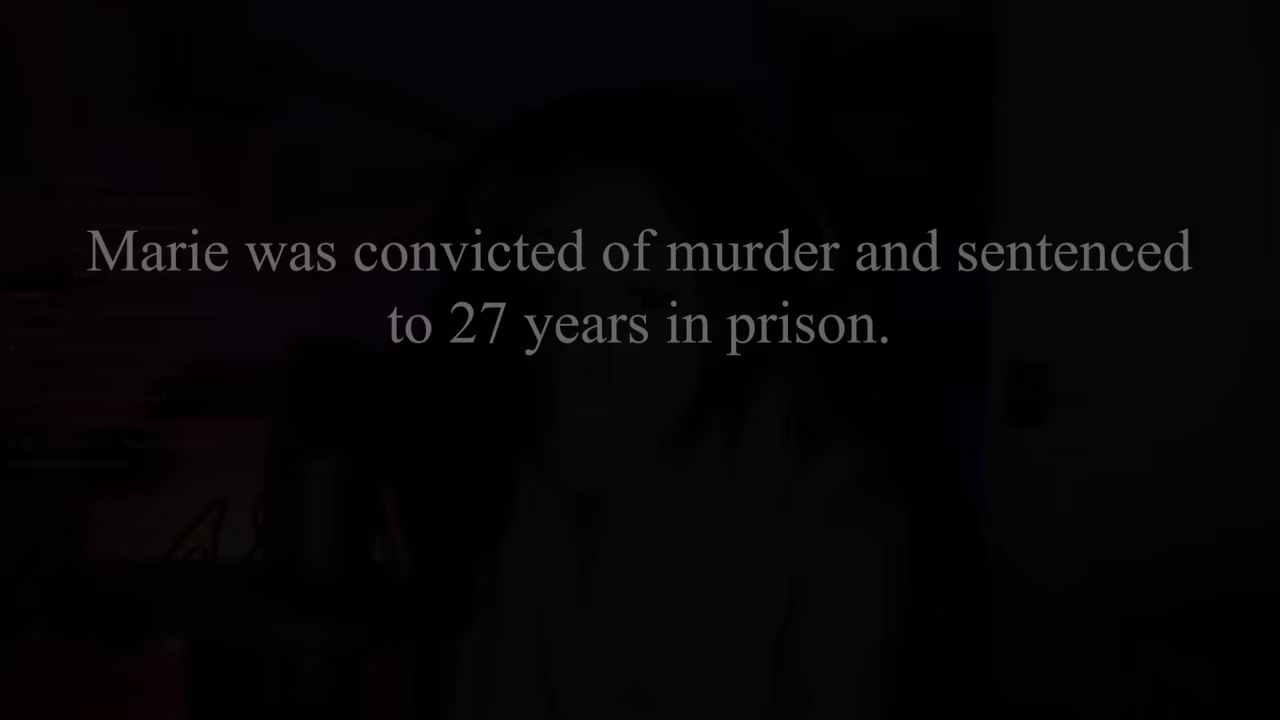 Marie was convicted of murder and sentenced
to 27 years in prison.